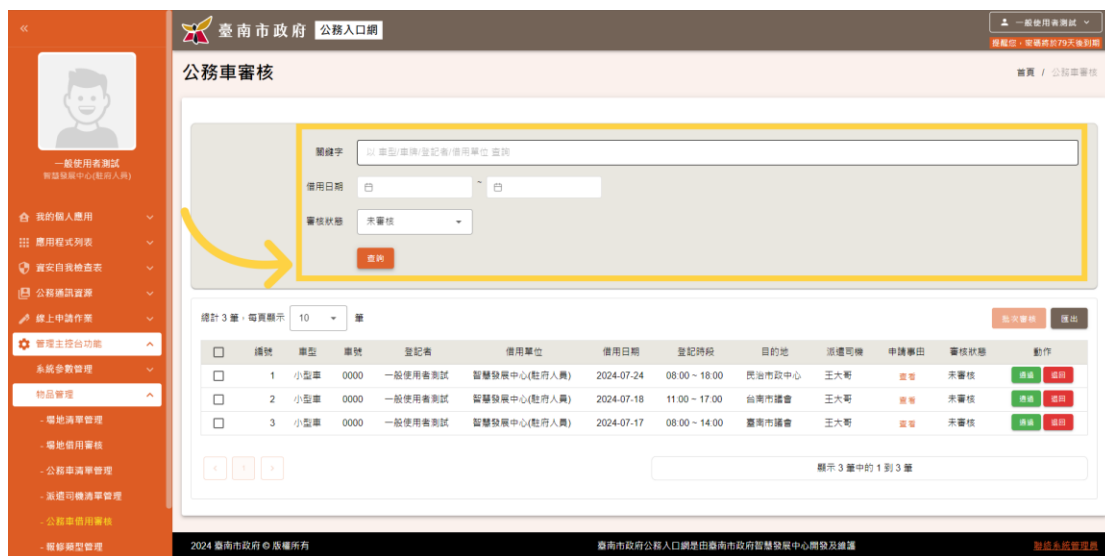 臺南市政府 公務入口網
一般使用者測試
提醒您，密碼將於79天後到期
一般使用者測試
智慧發展中心(駐府人員)
我的個人應用
應用程式列表
資安自我檢查表
公務通訊資源
線上申請作業
管理主控台功能
系統參數管理
物品管理
- 場地清單管理
- 場地借用審核
- 公務車清單管理
- 派遣司機清單管理
- 公務車借用審核
- 報修類型管理
公務車審核
首頁 / 公務車審核
關鍵字 以 車型/車牌/登記者/借用單位 查詢
借用日期 ~
審核狀態 未審核
查詢
總計 3 筆，每頁顯示 10 筆
批次審核 匯出
編號 車型 車號 登記者 借用單位 借用日期 登記時段 目的地 派遣司機 申請事由 審核狀態 動作
1 小型車 0000 一般使用者測試 智慧發展中心(駐府人員) 2024-07-24 08:00 ~ 18:00 民治市政中心 王大哥 查看 未審核 通過 退回
2 小型車 0000 一般使用者測試 智慧發展中心(駐府人員) 2024-07-18 11:00 ~ 17:00 台南市議會 王大哥 查看 未審核 通過 退回
3 小型車 0000 一般使用者測試 智慧發展中心(駐府人員) 2024-07-17 08:00 ~ 14:00 臺南市議會 王大哥 查看 未審核 通過 退回
1
顯示 3 筆中的 1 到 3 筆
2024 臺南市政府 © 版權所有
臺南市政府公務入口網是由臺南市政府智慧發展中心開發及維護
聯絡系統管理員